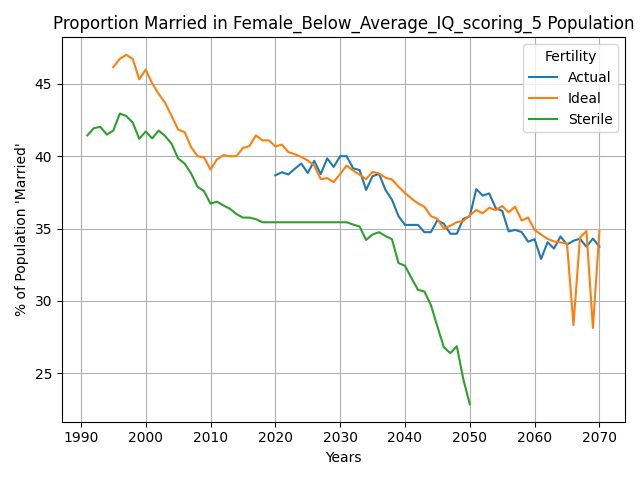 Proportion Married in Female_Below_Average_IQ_scoring_5 Population
% of Population 'Married'
45
40
35
30
25
Fertility
Actual
Ideal
Sterile
1990 2000 2010 2020 2030 2040 2050 2060 2070
Years